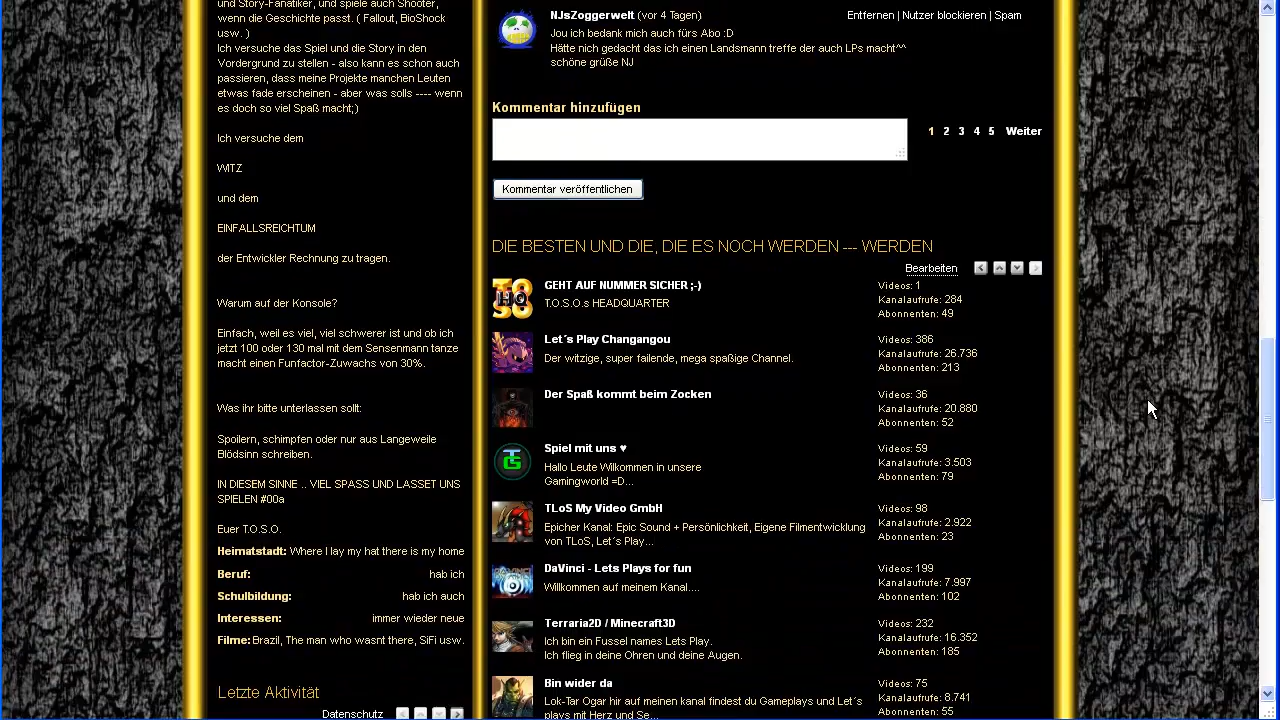 und Story-Fanatiker, und spiele auch Shooter,
wenn die Geschichte passt. ( Fallout, BioShock
usw. )
Ich versuche das Spiel und die Story in den
Vordergrund zu stellen - also kann es schon auch
passieren, dass meine Projekte manchen Leuten
etwas fade erscheinen - aber was solls ---- wenn
es doch so viel Spaß macht;)
Ich versuche dem
WITZ
und dem
EINFALLSREICHTUM
der Entwickler Rechnung zu tragen.
Warum auf der Konsole?
Einfach, weil es viel, viel schwerer ist und ob ich
jetzt 100 oder 130 mal mit dem Sensenmann tanze
macht einen Funfactor-Zuwachs von 30%.
Was ihr bitte unterlassen sollt:
Spoilern, schimpfen oder nur aus Langeweile
Blödsinn schreiben.
IN DIESEM SINNE .. VIEL SPASS UND LASSET UNS
SPIELEN #00a
Euer T.O.S.O.
Heimatstadt: Where I lay my hat there is my home
Beruf: hab ich
Schulbildung: hab ich auch
Interessen: immer wieder neue
Filme: Brazil, The man who wasnt there, SiFi usw.
Letzte Aktivität
Datenschutz
NJsZoggerwelt (vor 4 Tagen) Entfernen | Nutzer blockieren | Spam
Jou ich bedank mich auch fürs Abo :D
Hätte nich gedacht das ich einen Landsmann treffe der auch LPs macht^^
schöne grüße NJ
Kommentar hinzufügen
1 2 3 4 5 Weiter
Kommentar veröffentlichen
DIE BESTEN UND DIE, DIE ES NOCH WERDEN --- WERDEN
Bearbeiten
GEHT AUF NUMMER SICHER ;-)
T.O.S.O.s HEADQUARTER
Videos: 1
Kanalaufrufe: 284
Abonnenten: 49
Let´s Play Changangou
Der witzige, super failende, mega spaßige Channel.
Videos: 386
Kanalaufrufe: 26.736
Abonnenten: 213
Der Spaß kommt beim Zocken
Videos: 36
Kanalaufrufe: 20.880
Abonnenten: 52
Spiel mit uns ♥
Hallo Leute Wilkommen in unsere
Gamingworld =D...
Videos: 59
Kanalaufrufe: 3.503
Abonnenten: 79
TLoS My Video GmbH
Epicher Kanal: Epic Sound + Persönlichkeit, Eigene Filmentwicklung
von TLoS, Let´s Play...
Videos: 98
Kanalaufrufe: 2.922
Abonnenten: 23
DaVinci - Lets Plays for fun
Willkommen auf meinem Kanal....
Videos: 199
Kanalaufrufe: 7.997
Abonnenten: 102
Terraria2D / Minecraft3D
Ich bin ein Fussel names Lets Play.
Ich flieg in deine Ohren und deine Augen.
Videos: 232
Kanalaufrufe: 16.352
Abonnenten: 185
Bin wider da
Lok-Tar Ogar hir auf meinen kanal findest du Gameplays und Let´s
plays mit Herz und Se...
Videos: 75
Kanalaufrufe: 8.741
Abonnenten: 55